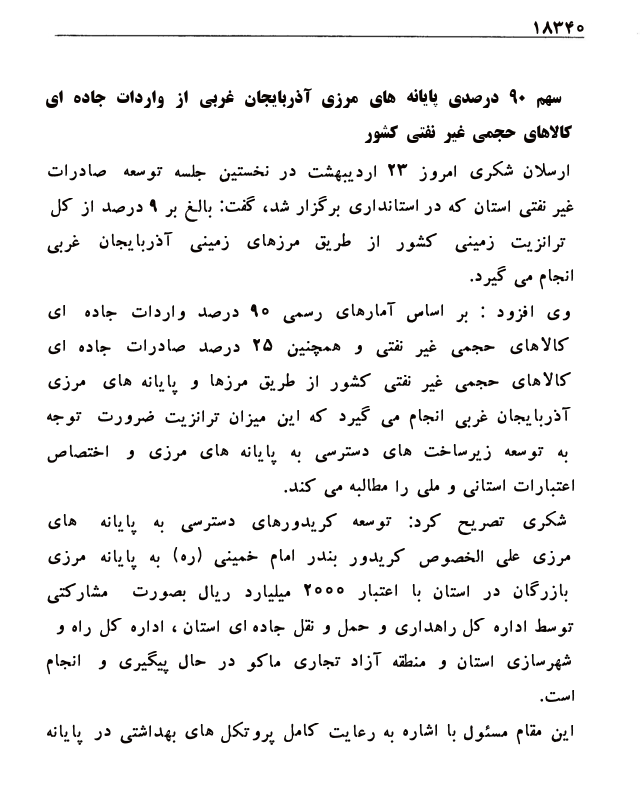 ۱۸۳۴۰
سهم ۹۰ درصدی پایانه های مرزی آذربایجان غربی از واردات جاده ای
کالاهای حجمی غیر نفتی کشور
ارسلان شکری امروز ۲۳ اردیبهشت در نخستین جلسه توسعه صادرات
غیر نفتی استان که در استانداری برگزار شد، گفت: بالغ بر ۹ درصد از کل
ترانزیت زمینی کشور از طریق مرزهای زمینی آذربایجان غربی
انجام می گیرد.
وی افزود : بر اساس آمارهای رسمی ۹۰ درصد واردات جاده ای
کالاهای حجمی غیر نفتی و همچنین ۲۵ درصد صادرات جاده ای
کالاهای حجمی غیر نفتی کشور از طریق مرزها و پایانه های مرزی
آذربایجان غربی انجام می گیرد که این میزان ترانزیت ضرورت توجه
به توسعه زیرساخت های دسترسی به پایانه های مرزی و اختصاص
اعتبارات استانی و ملی را مطالبه می کند.
شکری تصریح کرد: توسعه کریدورهای دسترسی به پایانه های
مرزی علی الخصوص کریدور بندر امام خمینی (ره) به پایانه مرزی
بازرگان در استان با اعتبار ۲۰۰۰ میلیارد ریال بصورت مشارکتی
توسط اداره کل راهداری و حمل و نقل جاده ای استان ، اداره کل راه و
شهرسازی استان و منطقه آزاد تجاری ماکو در حال پیگیری و انجام
است.
این مقام مسئول با اشاره به رعایت کامل پروتکل های بهداشتی در پایانه